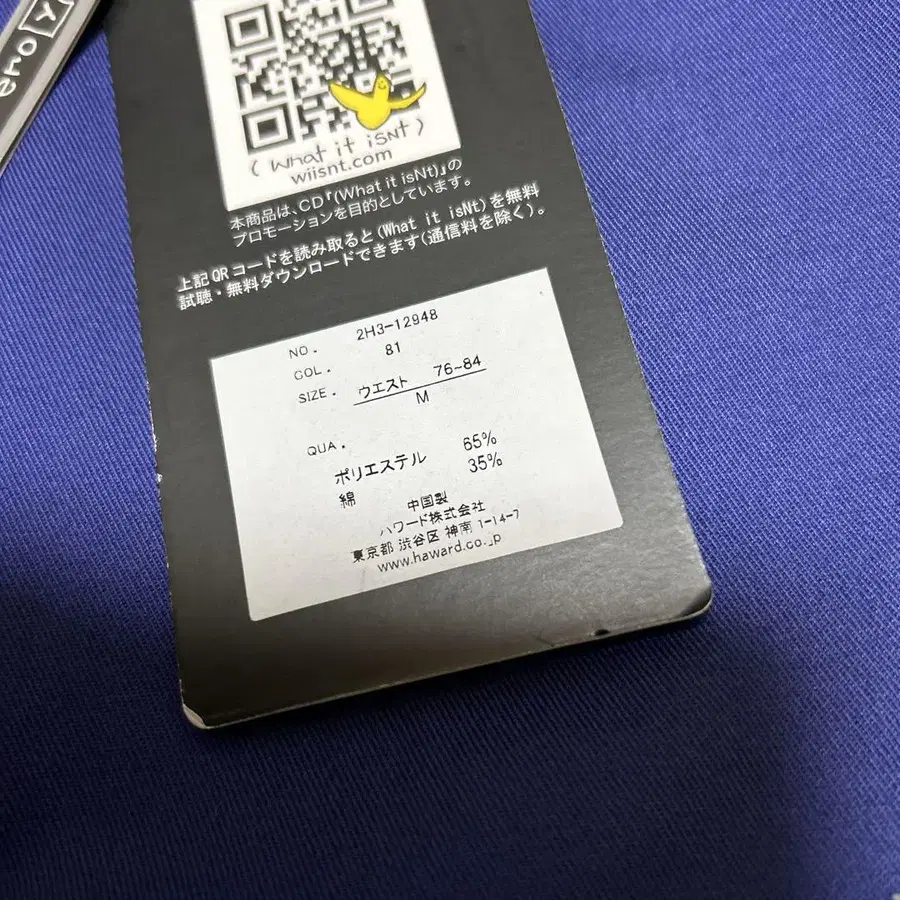 ero Y
( What it iSNt )
wiisnt.com
本商品は、CD『(What it isNt)』の
プロモーションを目的としています。
上記QRコードを読み取ると(What it isNt)を無料
試聴・無料ダウンロードできます(通信料を除く)。
NO. 2H3-12948
COL. 81
SIZE. ウエスト 76~84
M
QUA.
ポリエステル 65%
綿 35%
中国製
ハワード株式会社
東京都 渋谷区 神南 1-14-7
www.haward.co.jp